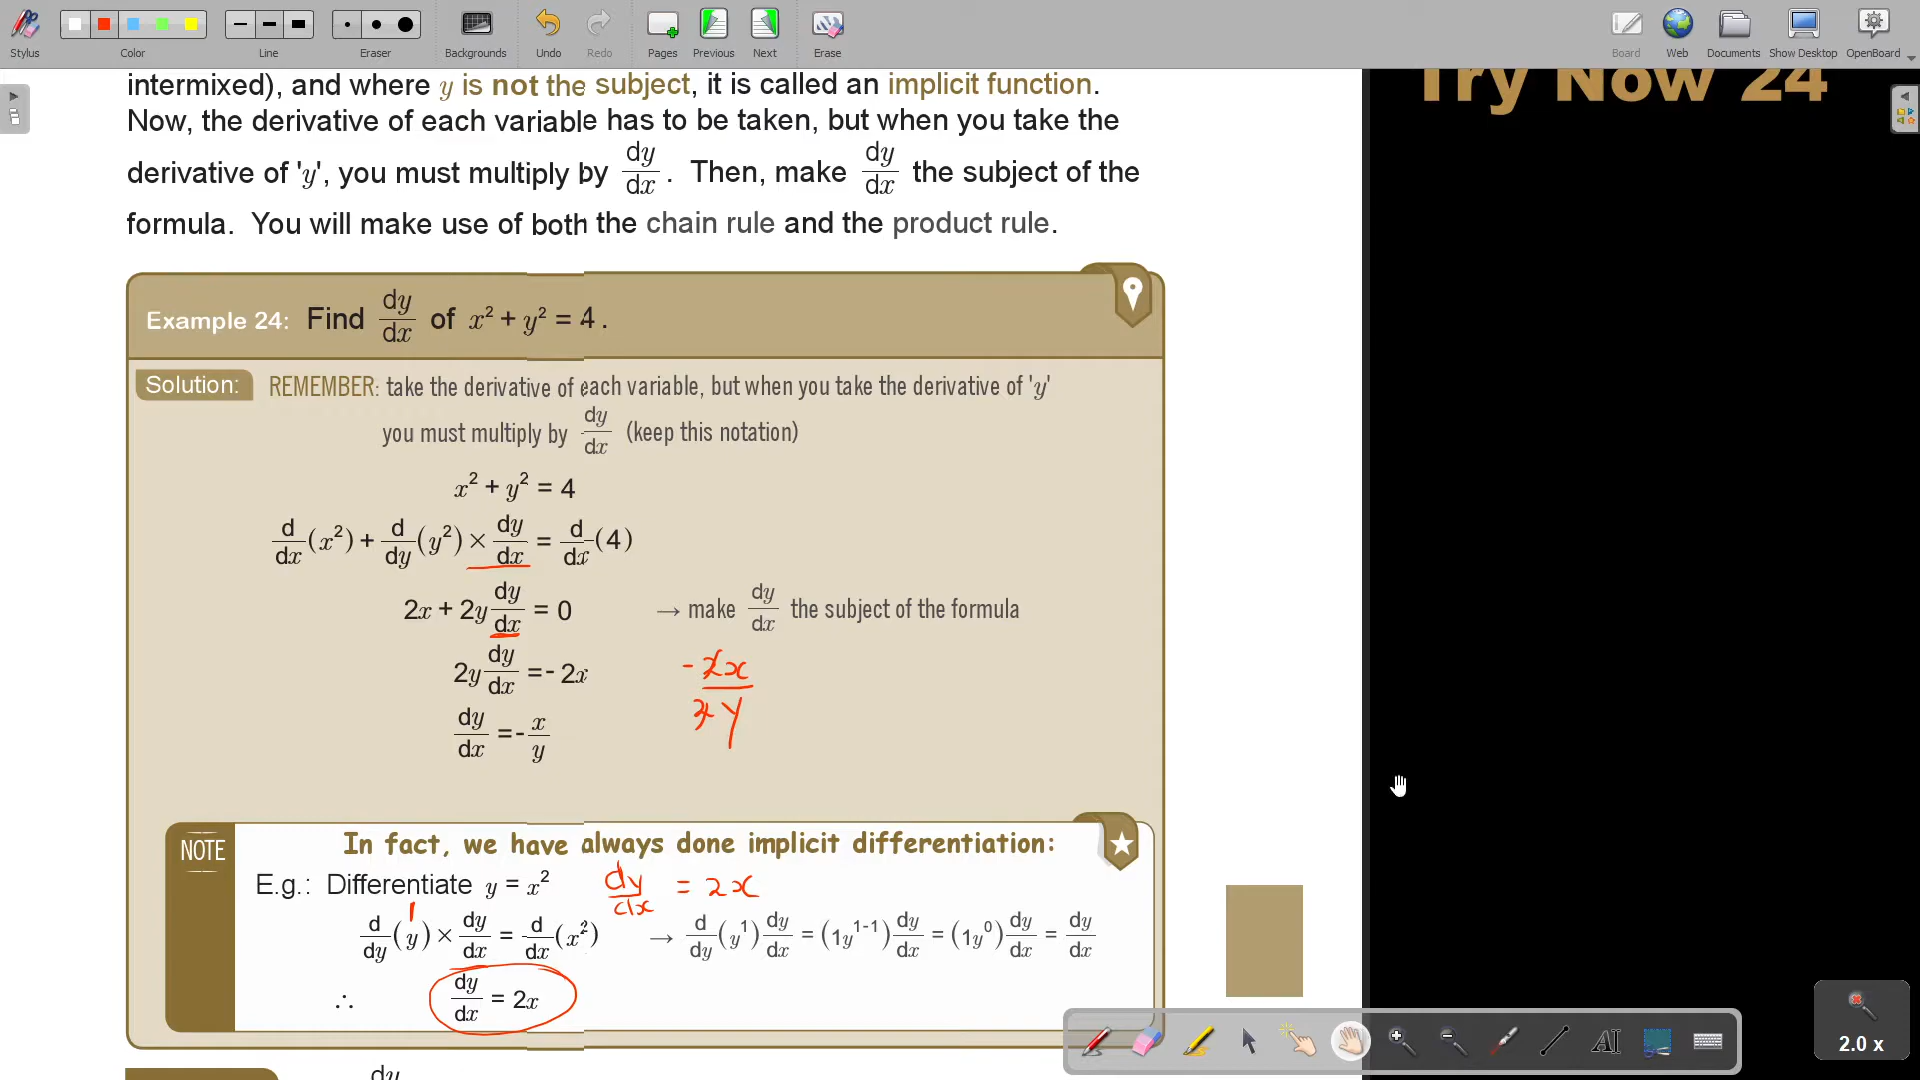 Stylus Color Line Eraser Backgrounds Undo Redo Pages Previous Next Erase Board Web Documents Show Desktop OpenBoard
Try Now 24
intermixed), and where y is not the subject, it is called an implicit function.
Now, the derivative of each variable has to be taken, but when you take the
derivative of 'y', you must multiply by dy/dx. Then, make dy/dx the subject of the
formula. You will make use of both the chain rule and the product rule.
Example 24: Find dy/dx of x² + y² = 4.
Solution: REMEMBER: take the derivative of each variable, but when you take the derivative of 'y'
you must multiply by dy/dx (keep this notation)
x² + y² = 4
d/dx(x²) + d/dy(y²) × dy/dx = d/dx(4)
2x + 2y dy/dx = 0 → make dy/dx the subject of the formula
2y dy/dx = - 2x
-2x/2y
dy/dx = - x/y
NOTE In fact, we have always done implicit differentiation:
E.g.: Differentiate y = x² dy/dx = 2x
1
d/dy(y) × dy/dx = d/dx(x²) → d/dy(y¹) dy/dx = (1y¹⁻¹) dy/dx = (1y⁰) dy/dx = dy/dx
∴ dy/dx = 2x
dy
AI
2.0 x